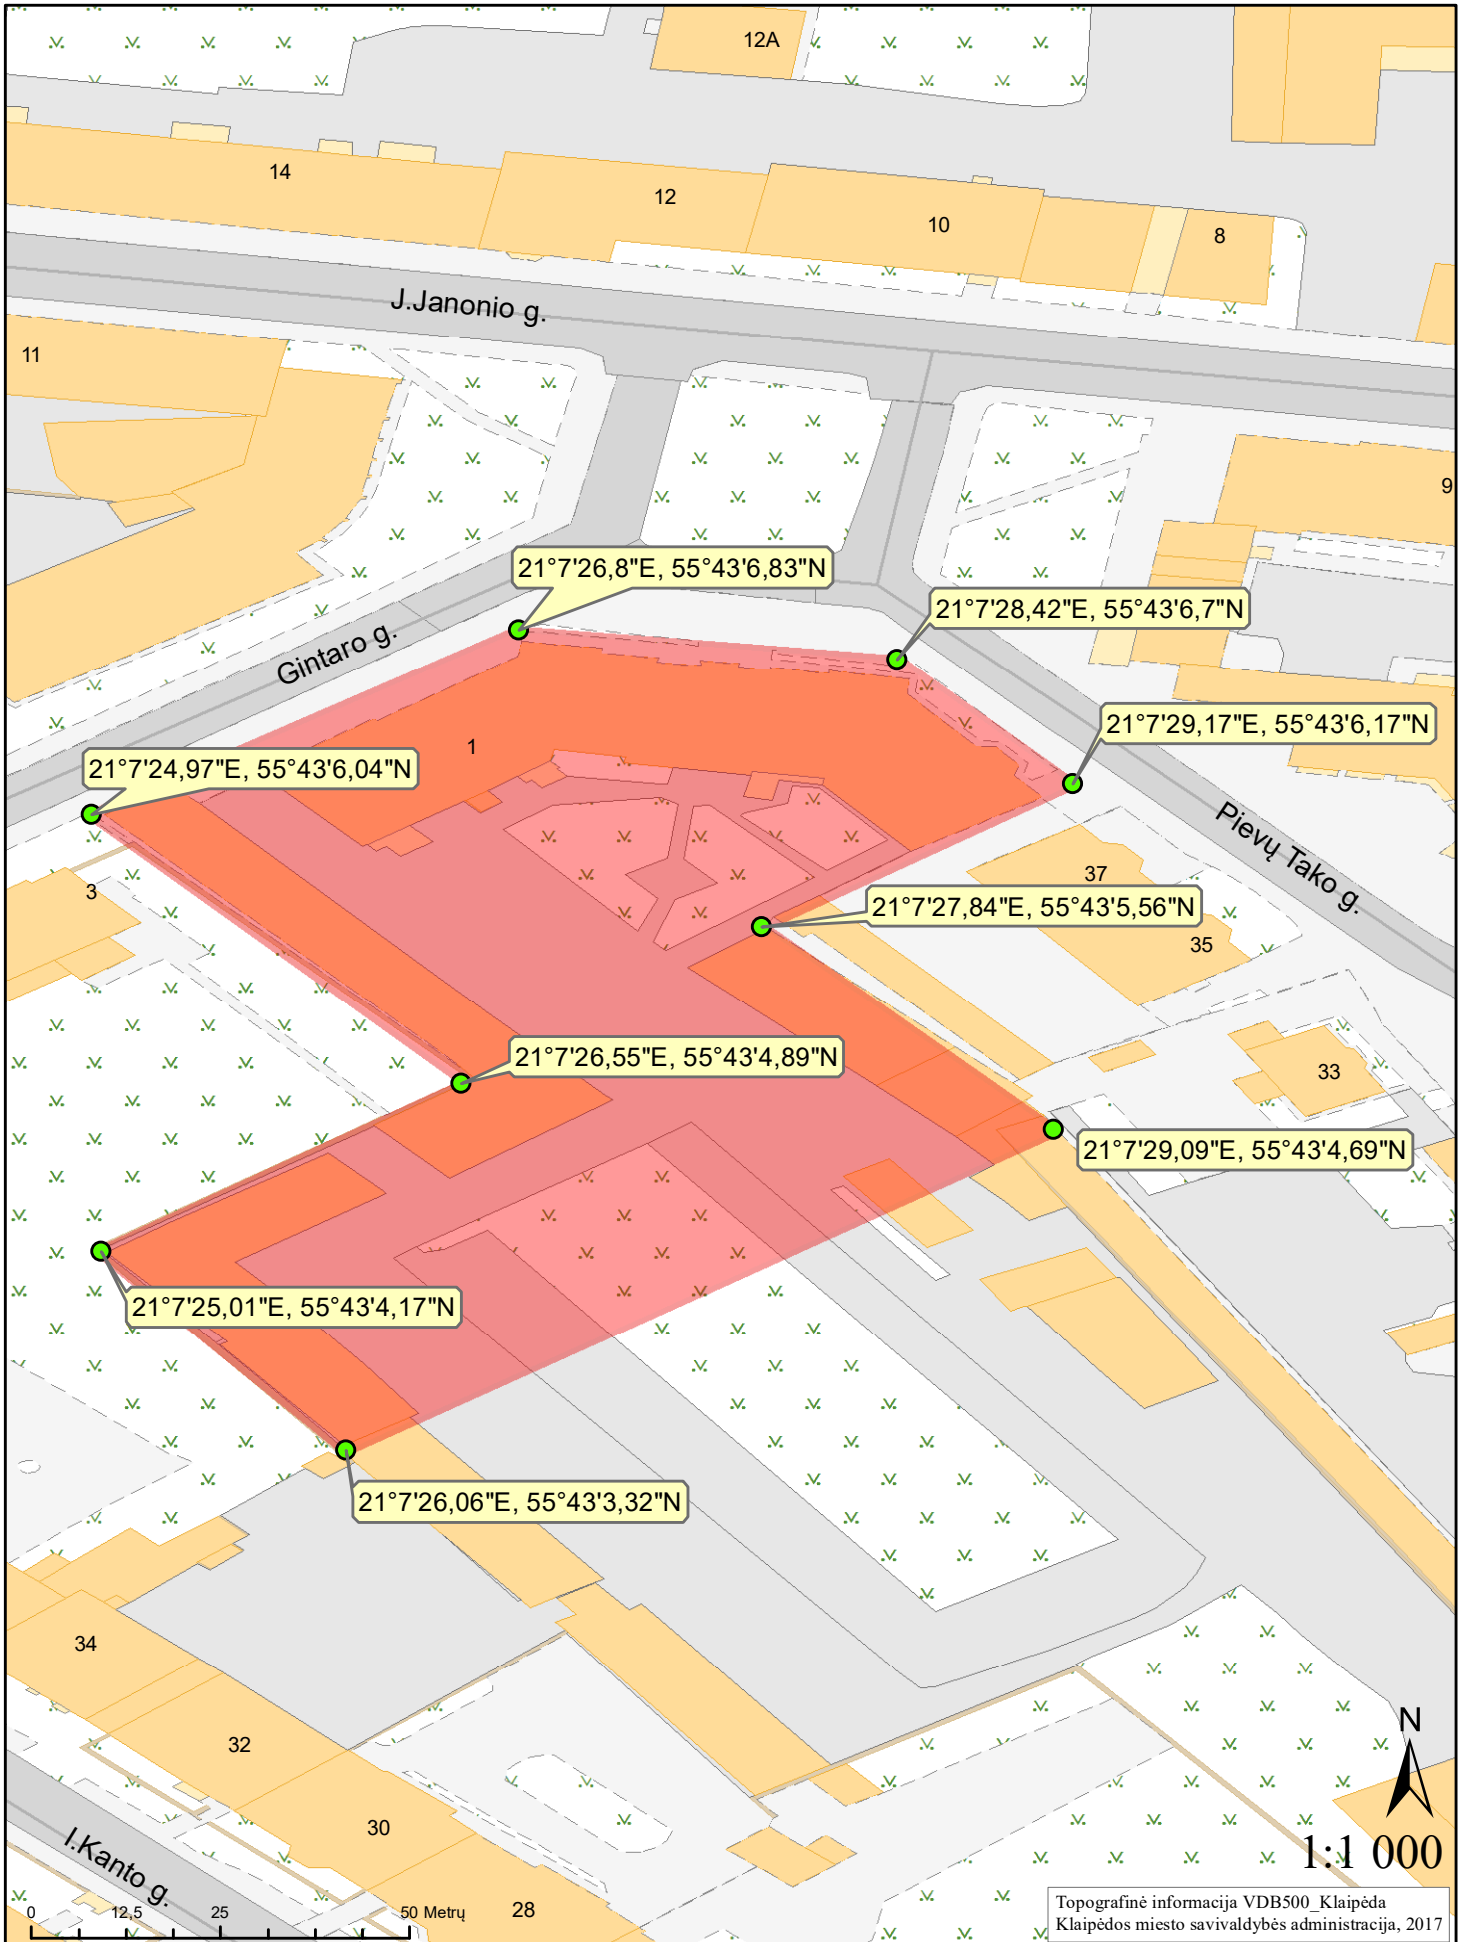 12A
14
12
10
8
J.Janonio g.
11
9
21°7'26,8"E, 55°43'6,83"N
21°7'28,42"E, 55°43'6,7"N
Gintaro g.
21°7'29,17"E, 55°43'6,17"N
1
21°7'24,97"E, 55°43'6,04"N
Pievų Tako g.
37
3
21°7'27,84"E, 55°43'5,56"N
35
21°7'26,55"E, 55°43'4,89"N
33
21°7'29,09"E, 55°43'4,69"N
21°7'25,01"E, 55°43'4,17"N
21°7'26,06"E, 55°43'3,32"N
34
N
32
30
1:1 000
I.Kanto g.
28
0 12,5 25 50 Metrų
Topografinė informacija VDB500_Klaipėda
Klaipėdos miesto savivaldybės administracija, 2017